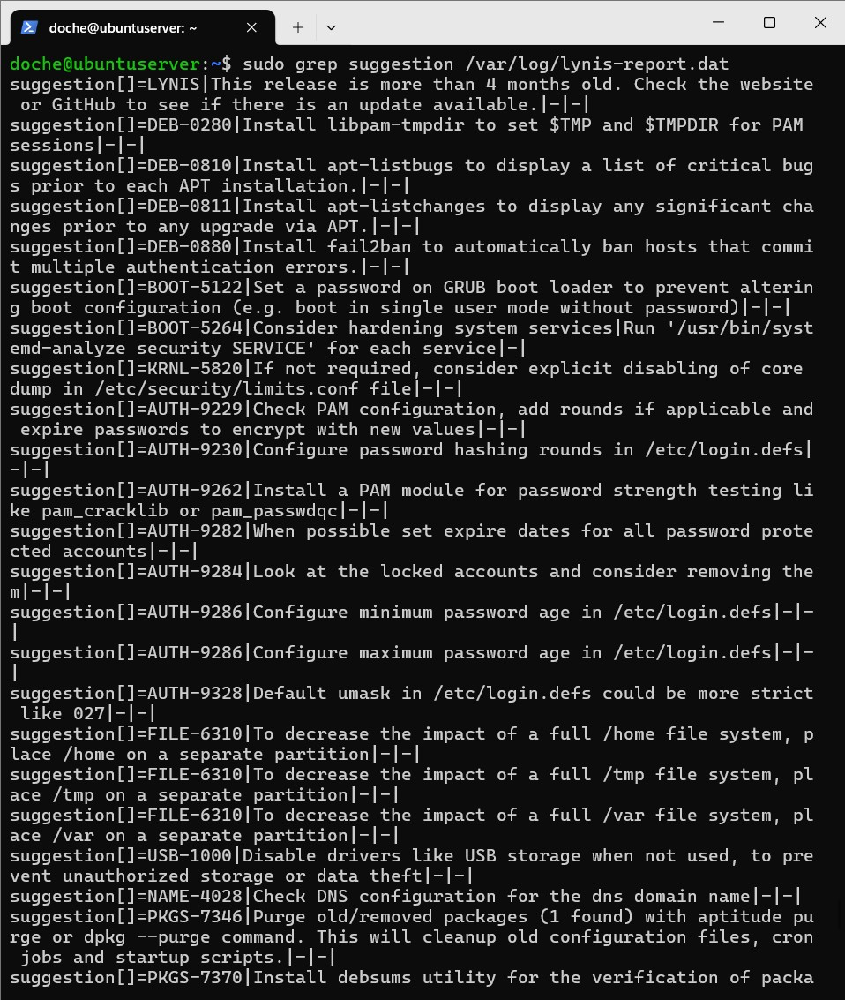 doche@ubuntuserver: ~
doche@ubuntuserver:~$ sudo grep suggestion /var/log/lynis-report.dat
suggestion[]=LYNIS|This release is more than 4 months old. Check the website
 or GitHub to see if there is an update available.|-|-|
suggestion[]=DEB-0280|Install libpam-tmpdir to set $TMP and $TMPDIR for PAM
sessions|-|-|
suggestion[]=DEB-0810|Install apt-listbugs to display a list of critical bug
s prior to each APT installation.|-|-|
suggestion[]=DEB-0811|Install apt-listchanges to display any significant cha
nges prior to any upgrade via APT.|-|-|
suggestion[]=DEB-0880|Install fail2ban to automatically ban hosts that commi
t multiple authentication errors.|-|-|
suggestion[]=BOOT-5122|Set a password on GRUB boot loader to prevent alterin
g boot configuration (e.g. boot in single user mode without password)|-|-|
suggestion[]=BOOT-5264|Consider hardening system services|Run '/usr/bin/syst
emd-analyze security SERVICE' for each service|-|
suggestion[]=KRNL-5820|If not required, consider explicit disabling of core
dump in /etc/security/limits.conf file|-|-|
suggestion[]=AUTH-9229|Check PAM configuration, add rounds if applicable and
 expire passwords to encrypt with new values|-|-|
suggestion[]=AUTH-9230|Configure password hashing rounds in /etc/login.defs|
-|-|
suggestion[]=AUTH-9262|Install a PAM module for password strength testing li
ke pam_cracklib or pam_passwdqc|-|-|
suggestion[]=AUTH-9282|When possible set expire dates for all password prote
cted accounts|-|-|
suggestion[]=AUTH-9284|Look at the locked accounts and consider removing the
m|-|-|
suggestion[]=AUTH-9286|Configure minimum password age in /etc/login.defs|-|-
|
suggestion[]=AUTH-9286|Configure maximum password age in /etc/login.defs|-|-
|
suggestion[]=AUTH-9328|Default umask in /etc/login.defs could be more strict
 like 027|-|-|
suggestion[]=FILE-6310|To decrease the impact of a full /home file system, p
lace /home on a separate partition|-|-|
suggestion[]=FILE-6310|To decrease the impact of a full /tmp file system, pl
ace /tmp on a separate partition|-|-|
suggestion[]=FILE-6310|To decrease the impact of a full /var file system, pl
ace /var on a separate partition|-|-|
suggestion[]=USB-1000|Disable drivers like USB storage when not used, to pre
vent unauthorized storage or data theft|-|-|
suggestion[]=NAME-4028|Check DNS configuration for the dns domain name|-|-|
suggestion[]=PKGS-7346|Purge old/removed packages (1 found) with aptitude pu
rge or dpkg --purge command. This will cleanup old configuration files, cron
 jobs and startup scripts.|-|-|
suggestion[]=PKGS-7370|Install debsums utility for the verification of packa